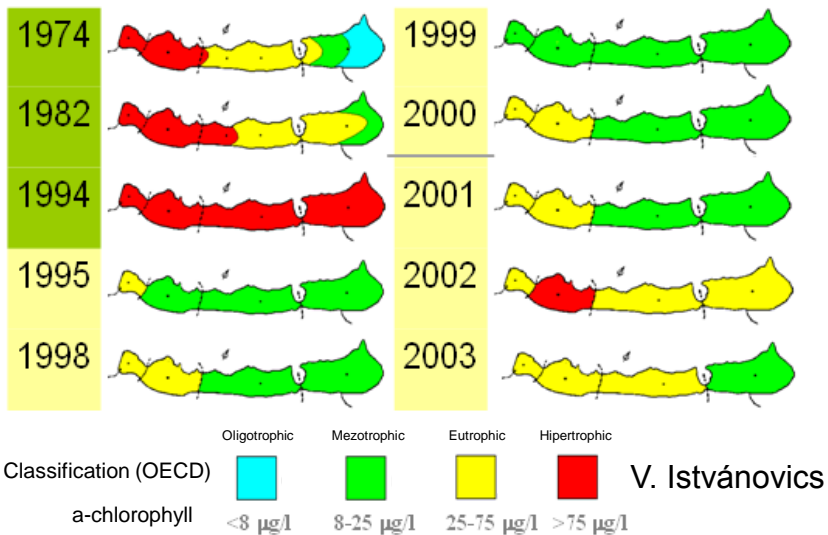 1974
1982
1994
1995
1998
1999
2000
2001
2002
2003
Oligotrophic Mezotrophic Eutrophic Hipertrophic
Classification (OECD)
V. Istvánovics
a-chlorophyll <8 µg/l 8-25 µg/l 25-75 µg/l >75 µg/l